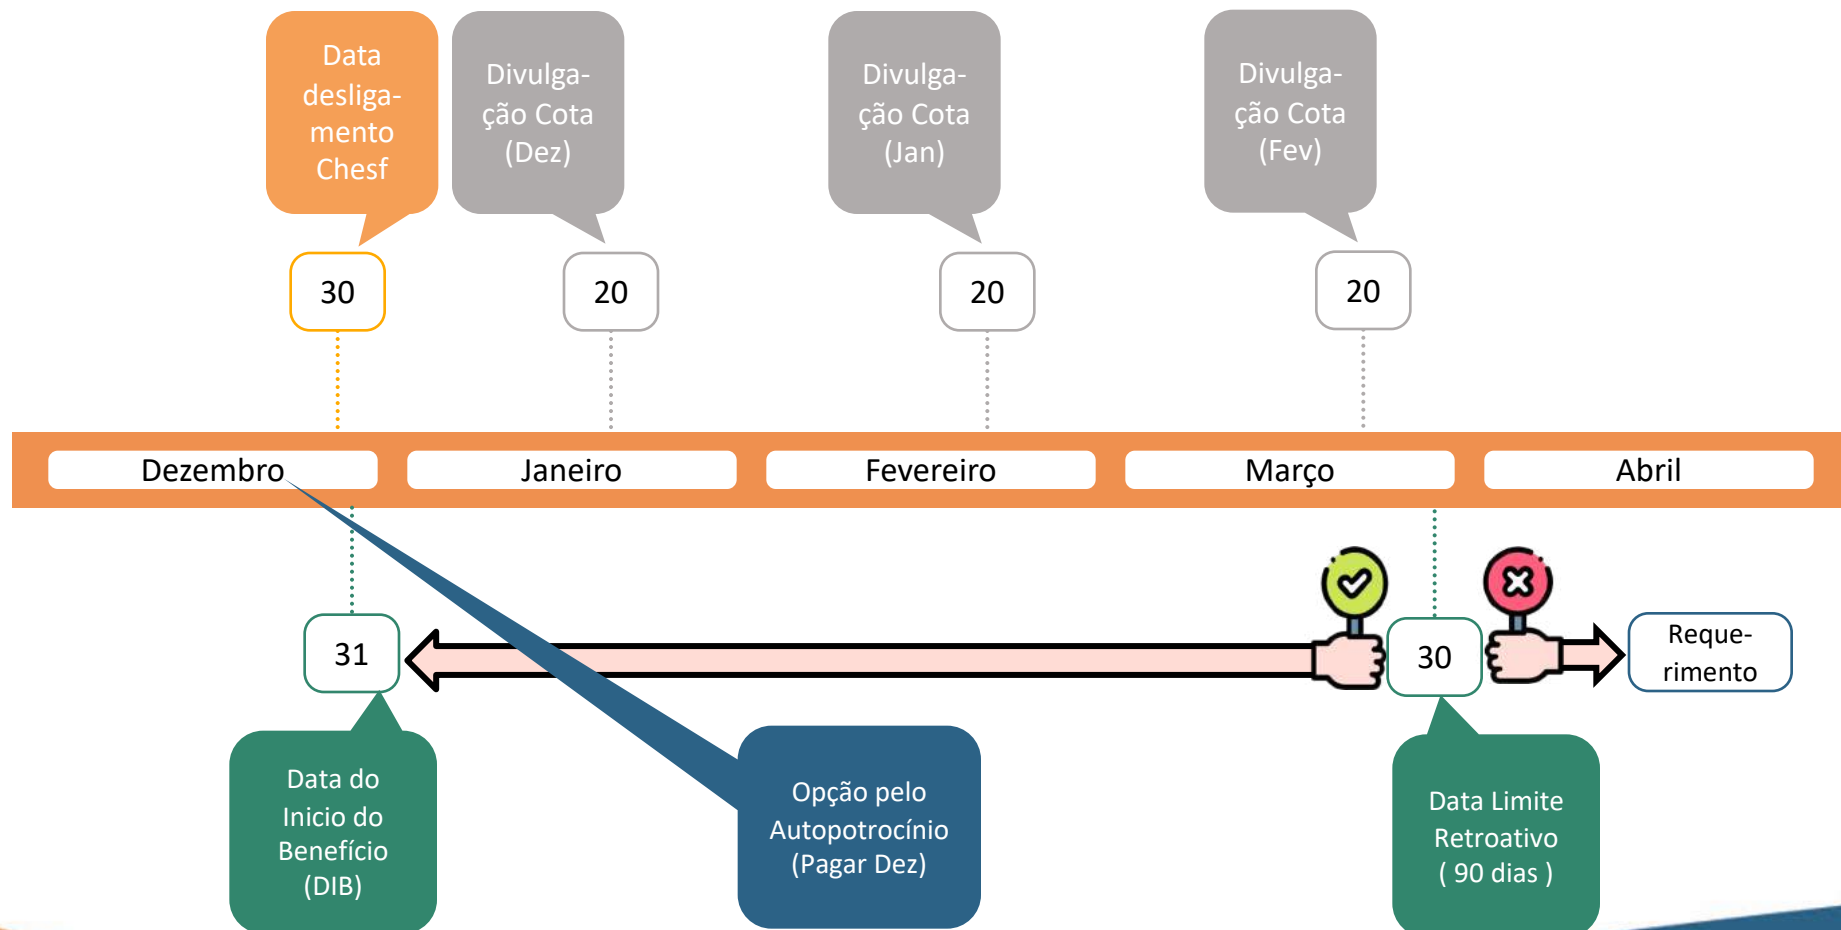 Data
desliga-
mento
Chesf
Divulga-
ção Cota
(Dez)
Divulga-
ção Cota
(Jan)
Divulga-
ção Cota
(Fev)
30
20
20
20
Dezembro
Janeiro
Fevereiro
Março
Abril
31
30
Reque-
rimento
Data do
Inicio do
Benefício
(DIB)
Opção pelo
Autopotrocínio
(Pagar Dez)
Data Limite
Retroativo
( 90 dias )